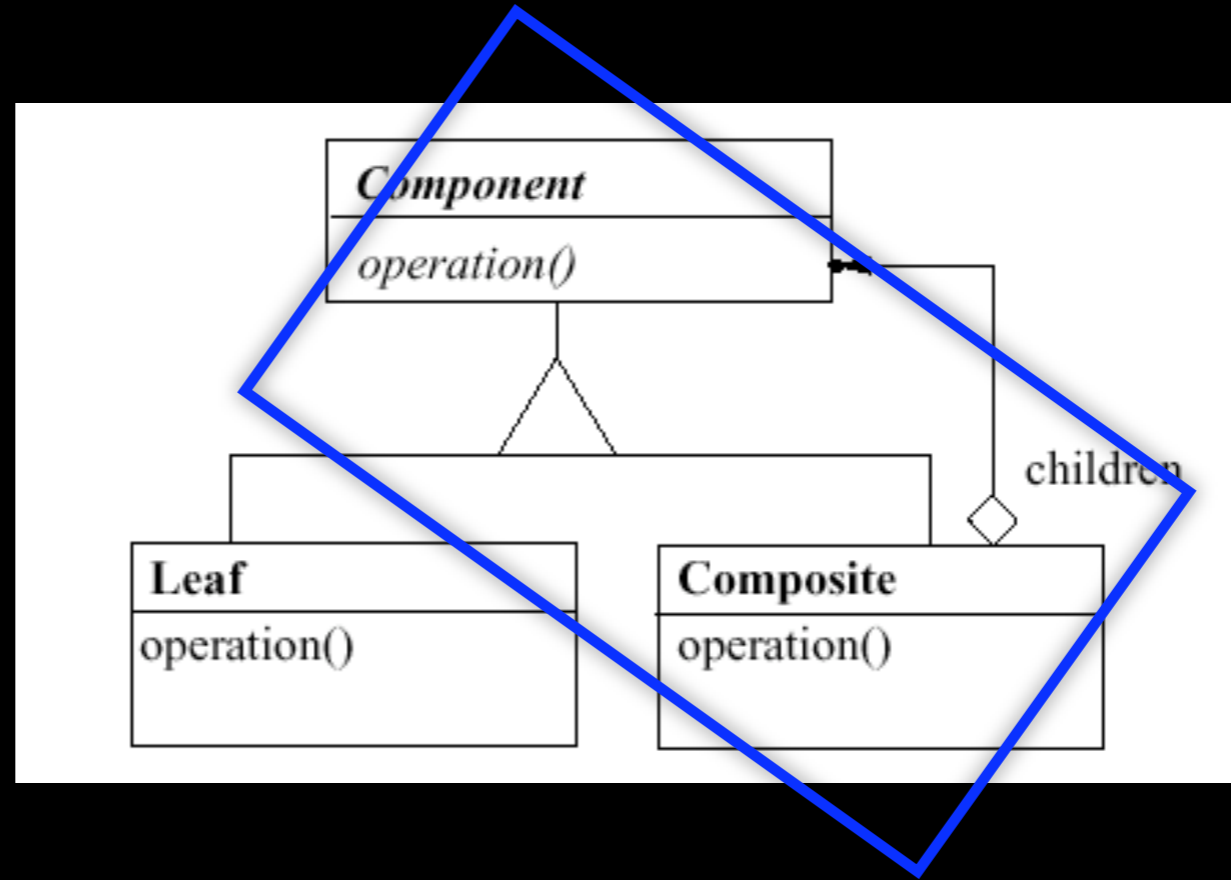 Component
operation()
children
Leaf
operation()
Composite
operation()